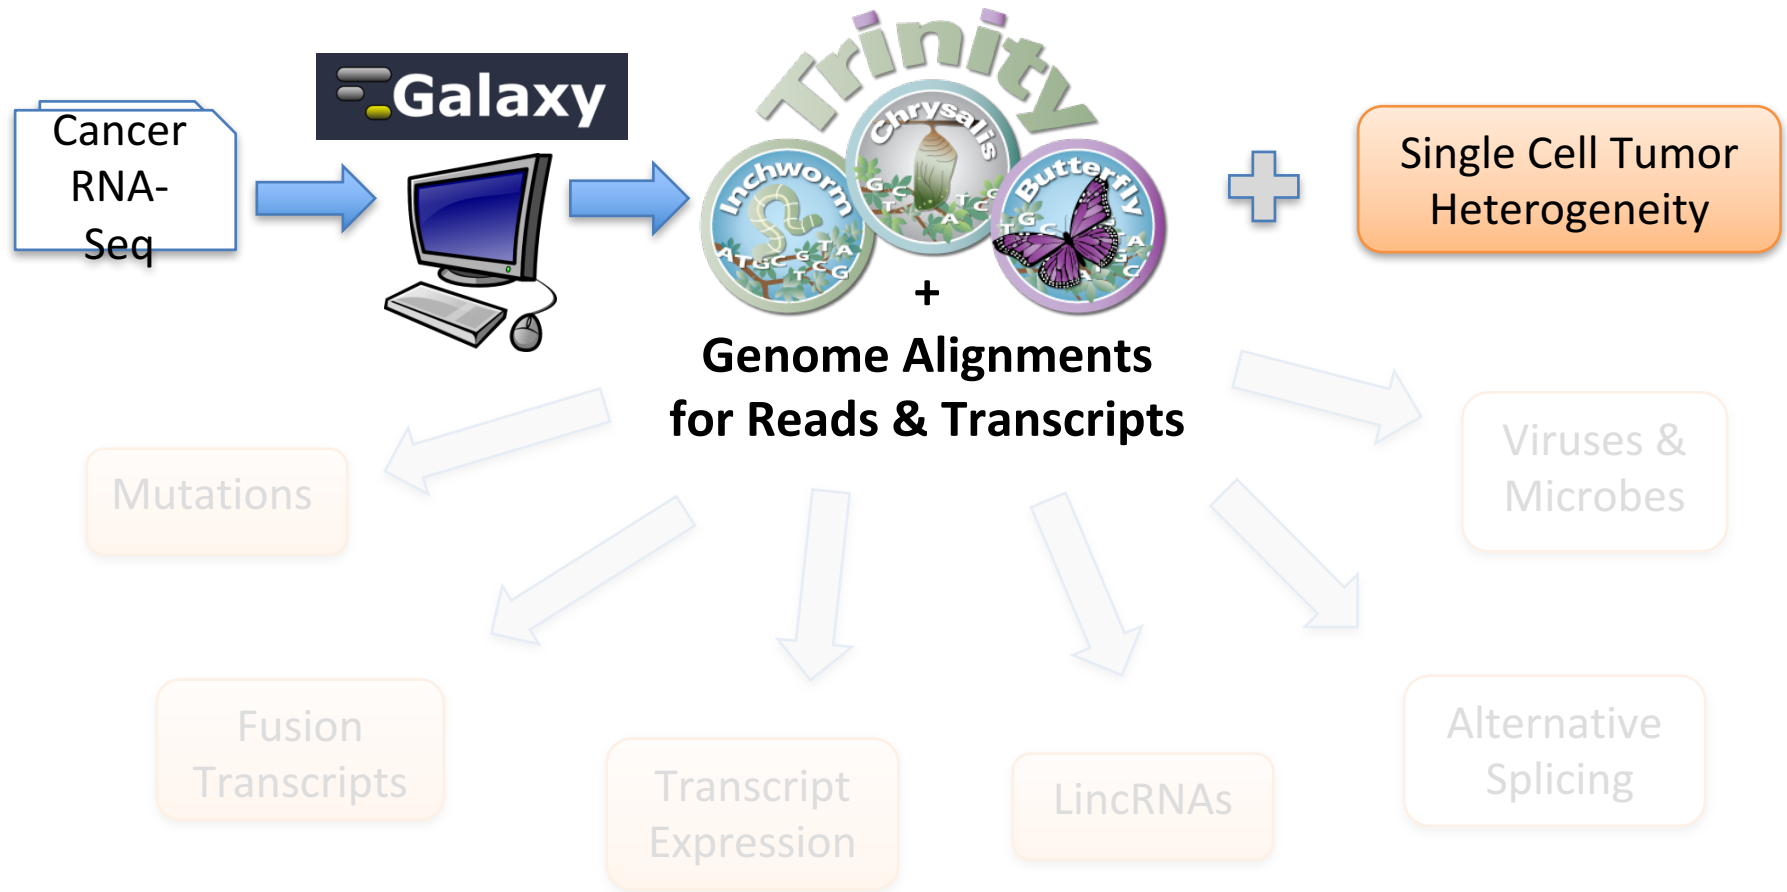 Trinity
Galaxy
Cancer
RNA-
Seq
Chrysalis
Inchworm
Butterfly
Single Cell Tumor
Heterogeneity
+
Genome Alignments
for Reads & Transcripts
Mutations
Viruses &
Microbes
Fusion
Transcripts
Transcript
Expression
LincRNAs
Alternative
Splicing